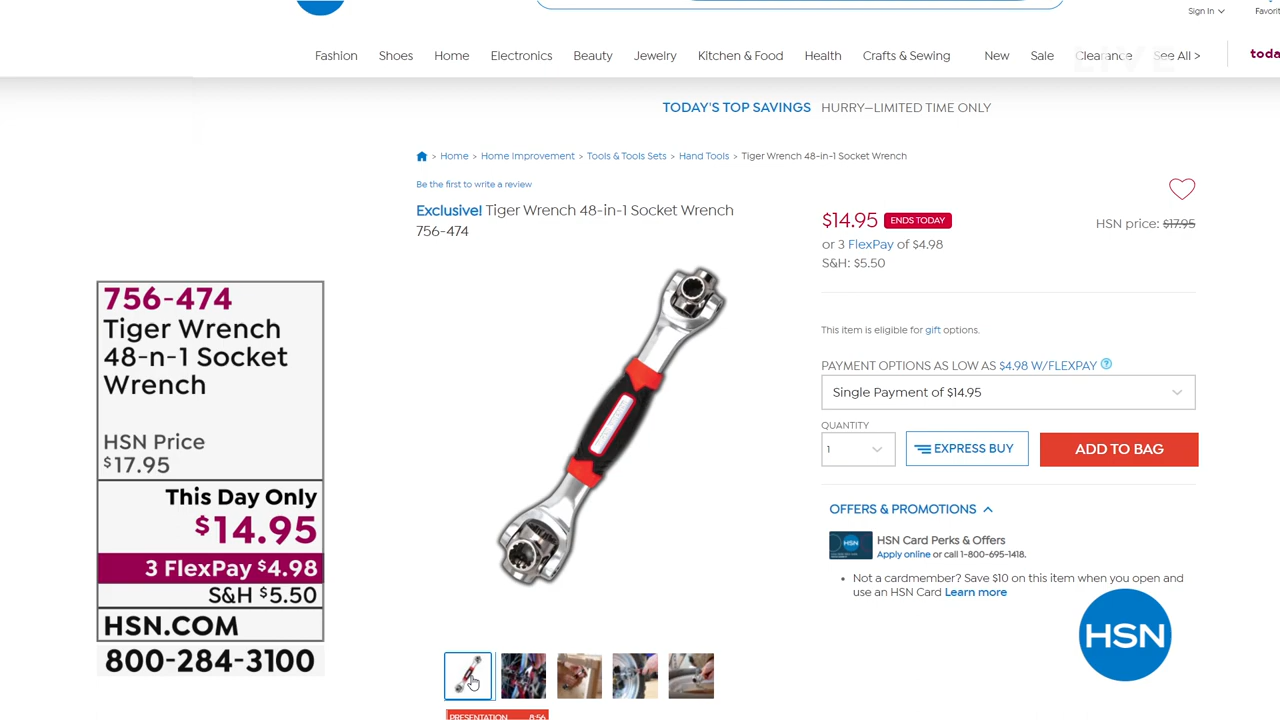 Sign In
Favorit
Fashion Shoes Home Electronics Beauty Jewelry Kitchen & Food Health Crafts & Sewing New Sale Clearance See All >
toda
LIVE
TODAY'S TOP SAVINGS HURRY—LIMITED TIME ONLY
> Home > Home Improvement > Tools & Tools Sets > Hand Tools > Tiger Wrench 48-in-1 Socket Wrench
Be the first to write a review
Exclusive! Tiger Wrench 48-in-1 Socket Wrench
756-474
$14.95 ENDS TODAY
HSN price: $17.95
or 3 FlexPay of $4.98
S&H: $5.50
This item is eligible for gift options.
PAYMENT OPTIONS AS LOW AS $4.98 W/FLEXPAY ?
Single Payment of $14.95
QUANTITY
1
EXPRESS BUY
ADD TO BAG
OFFERS & PROMOTIONS
HSN
HSN Card Perks & Offers
Apply online or call 1-800-695-1418.
• Not a cardmember? Save $10 on this item when you open and
use an HSN Card Learn more
HSN
756-474
Tiger Wrench
48-n-1 Socket
Wrench
HSN Price
$17.95
This Day Only
$14.95
3 FlexPay $4.98
S&H $5.50
HSN.COM
800-284-3100
PRESENTATION 8:56